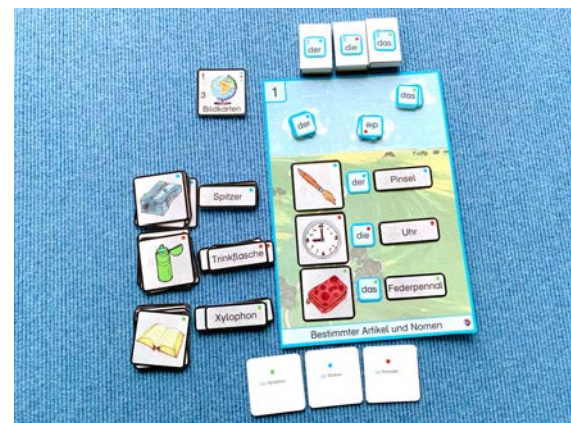 der die das
1
3
Bildkarten
1
das
der die
der Pinsel
Spitzer
die Uhr
Trinkflasche
das Federpennal
Xylophon
Bestimmter Artikel und Nomen